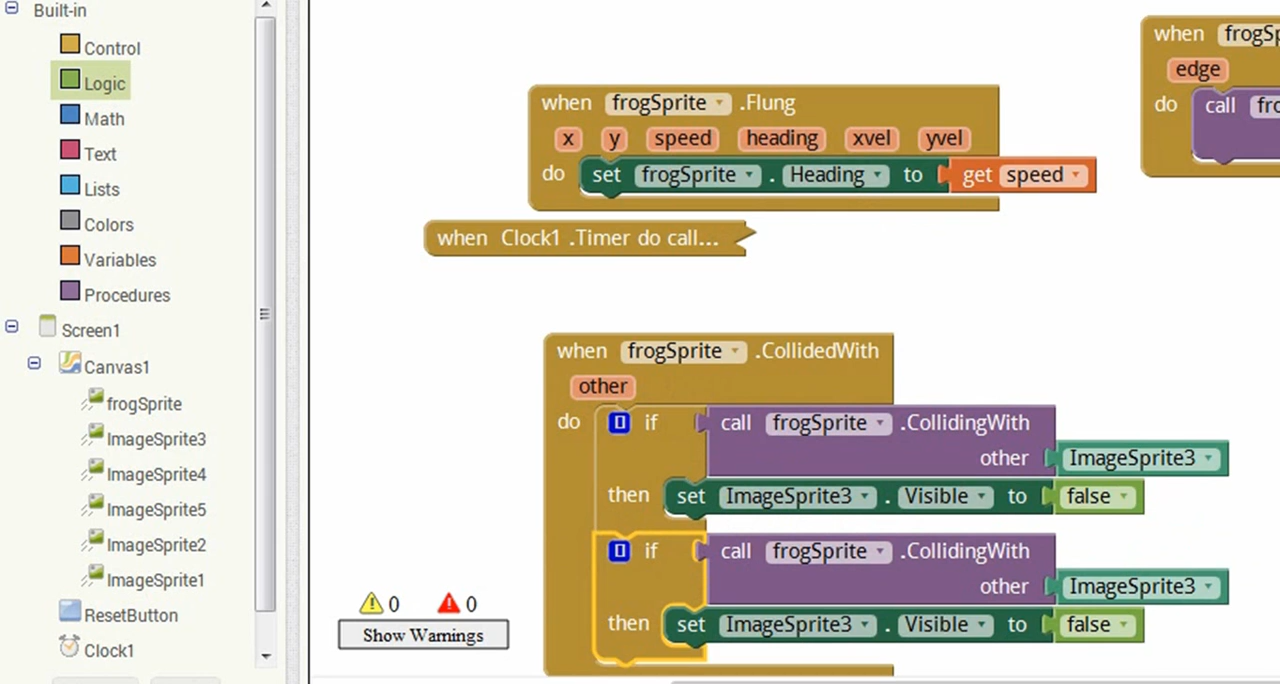 Built-in
Control
Logic
Math
Text
Lists
Colors
Variables
Procedures
Screen1
Canvas1
frogSprite
ImageSprite3
ImageSprite4
ImageSprite5
ImageSprite2
ImageSprite1
ResetButton
Clock1
when frogSprite .Flung
x y speed heading xvel yvel
do set frogSprite . Heading to get speed
when Clock1 .Timer do call...
when frogSp
edge
do call fro
when frogSprite .CollidedWith
other
do if call frogSprite .CollidingWith
other ImageSprite3
then set ImageSprite3 . Visible to false
if call frogSprite .CollidingWith
other ImageSprite3
then set ImageSprite3 . Visible to false
0 0
Show Warnings